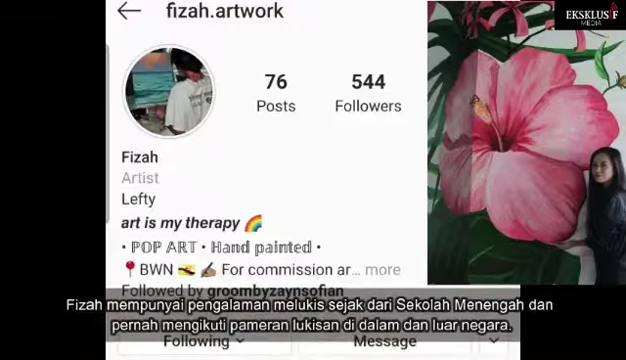 fizah.artwork
EKSKLUSIF
MEDIA
76
544
Posts
Followers
Fizah
Artist
Lefty
art is my therapy 🌈
• POP ART • Hand painted •
📍BWN 🇧🇳 ✍🏽 For commission ar... more
Followed by groombyzaynsofian
Fizah mempunyai pengalaman melukis sejak dari Sekolah Menengah dan
pernah mengikuti pameran lukisan di dalam dan luar negara.
Following
Message